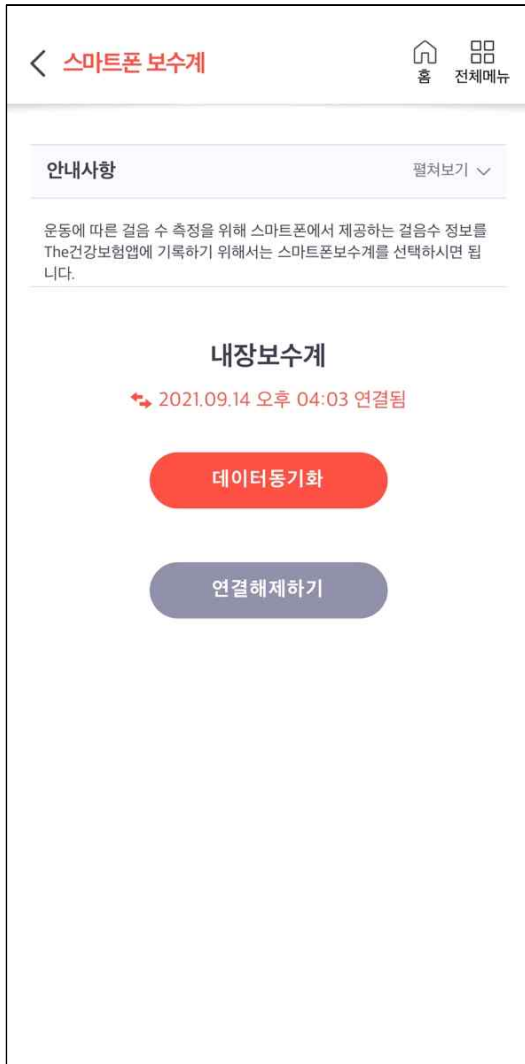 스마트폰 보수계
홈
전체메뉴
안내사항
펼쳐보기
운동에 따른 걸음 수 측정을 위해 스마트폰에서 제공하는 걸음수 정보를
The건강보험앱에 기록하기 위해서는 스마트폰보수계를 선택하시면 됩
니다.
내장보수계
2021.09.14 오후 04:03 연결됨
데이터동기화
연결해제하기